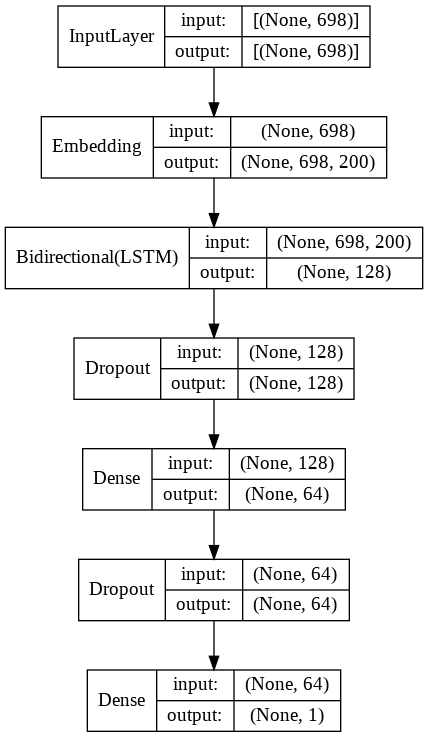 InputLayer
input: [(None, 698)]
output: [(None, 698)]
Embedding
input: (None, 698)
output: (None, 698, 200)
Bidirectional(LSTM)
input: (None, 698, 200)
output: (None, 128)
Dropout
input: (None, 128)
output: (None, 128)
Dense
input: (None, 128)
output: (None, 64)
Dropout
input: (None, 64)
output: (None, 64)
Dense
input: (None, 64)
output: (None, 1)